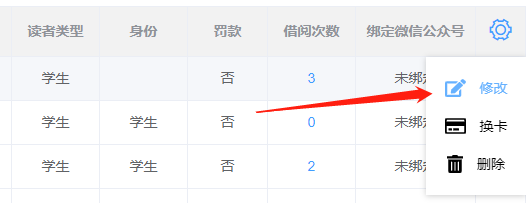 读者类型 身份 罚款 借阅次数 绑定微信公众号
学生 否 3 未绑定
修改
学生 学生 否 0
换卡
学生 学生 否 2
删除